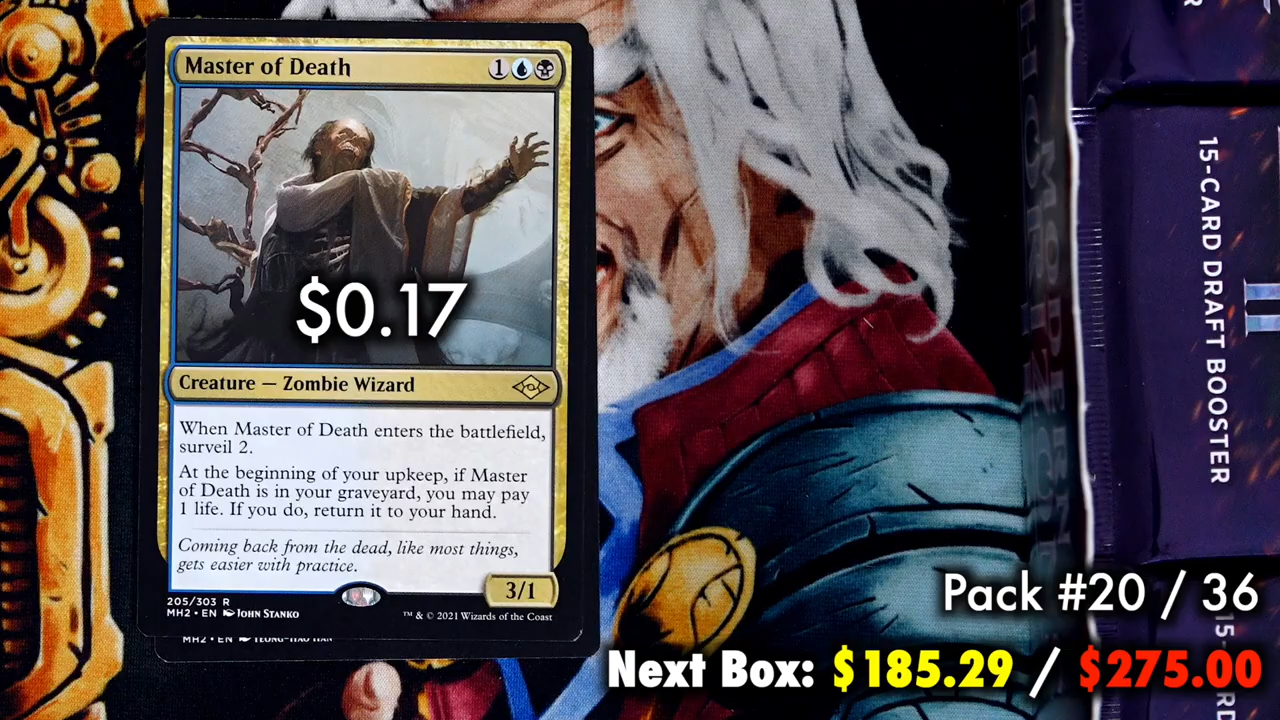 Master of Death
1
$0.17
Creature — Zombie Wizard
When Master of Death enters the battlefield,
surveil 2.
At the beginning of your upkeep, if Master
of Death is in your graveyard, you may pay
1 life. If you do, return it to your hand.
Coming back from the dead, like most things,
gets easier with practice.
3/1
205/303 R
MH2 • EN JOHN STANKO
™ & © 2021 Wizards of the Coast
MH2 • EN
15-CARD DRAFT BOOSTER
Pack #20 / 36
Next Box: $185.29 / $275.00